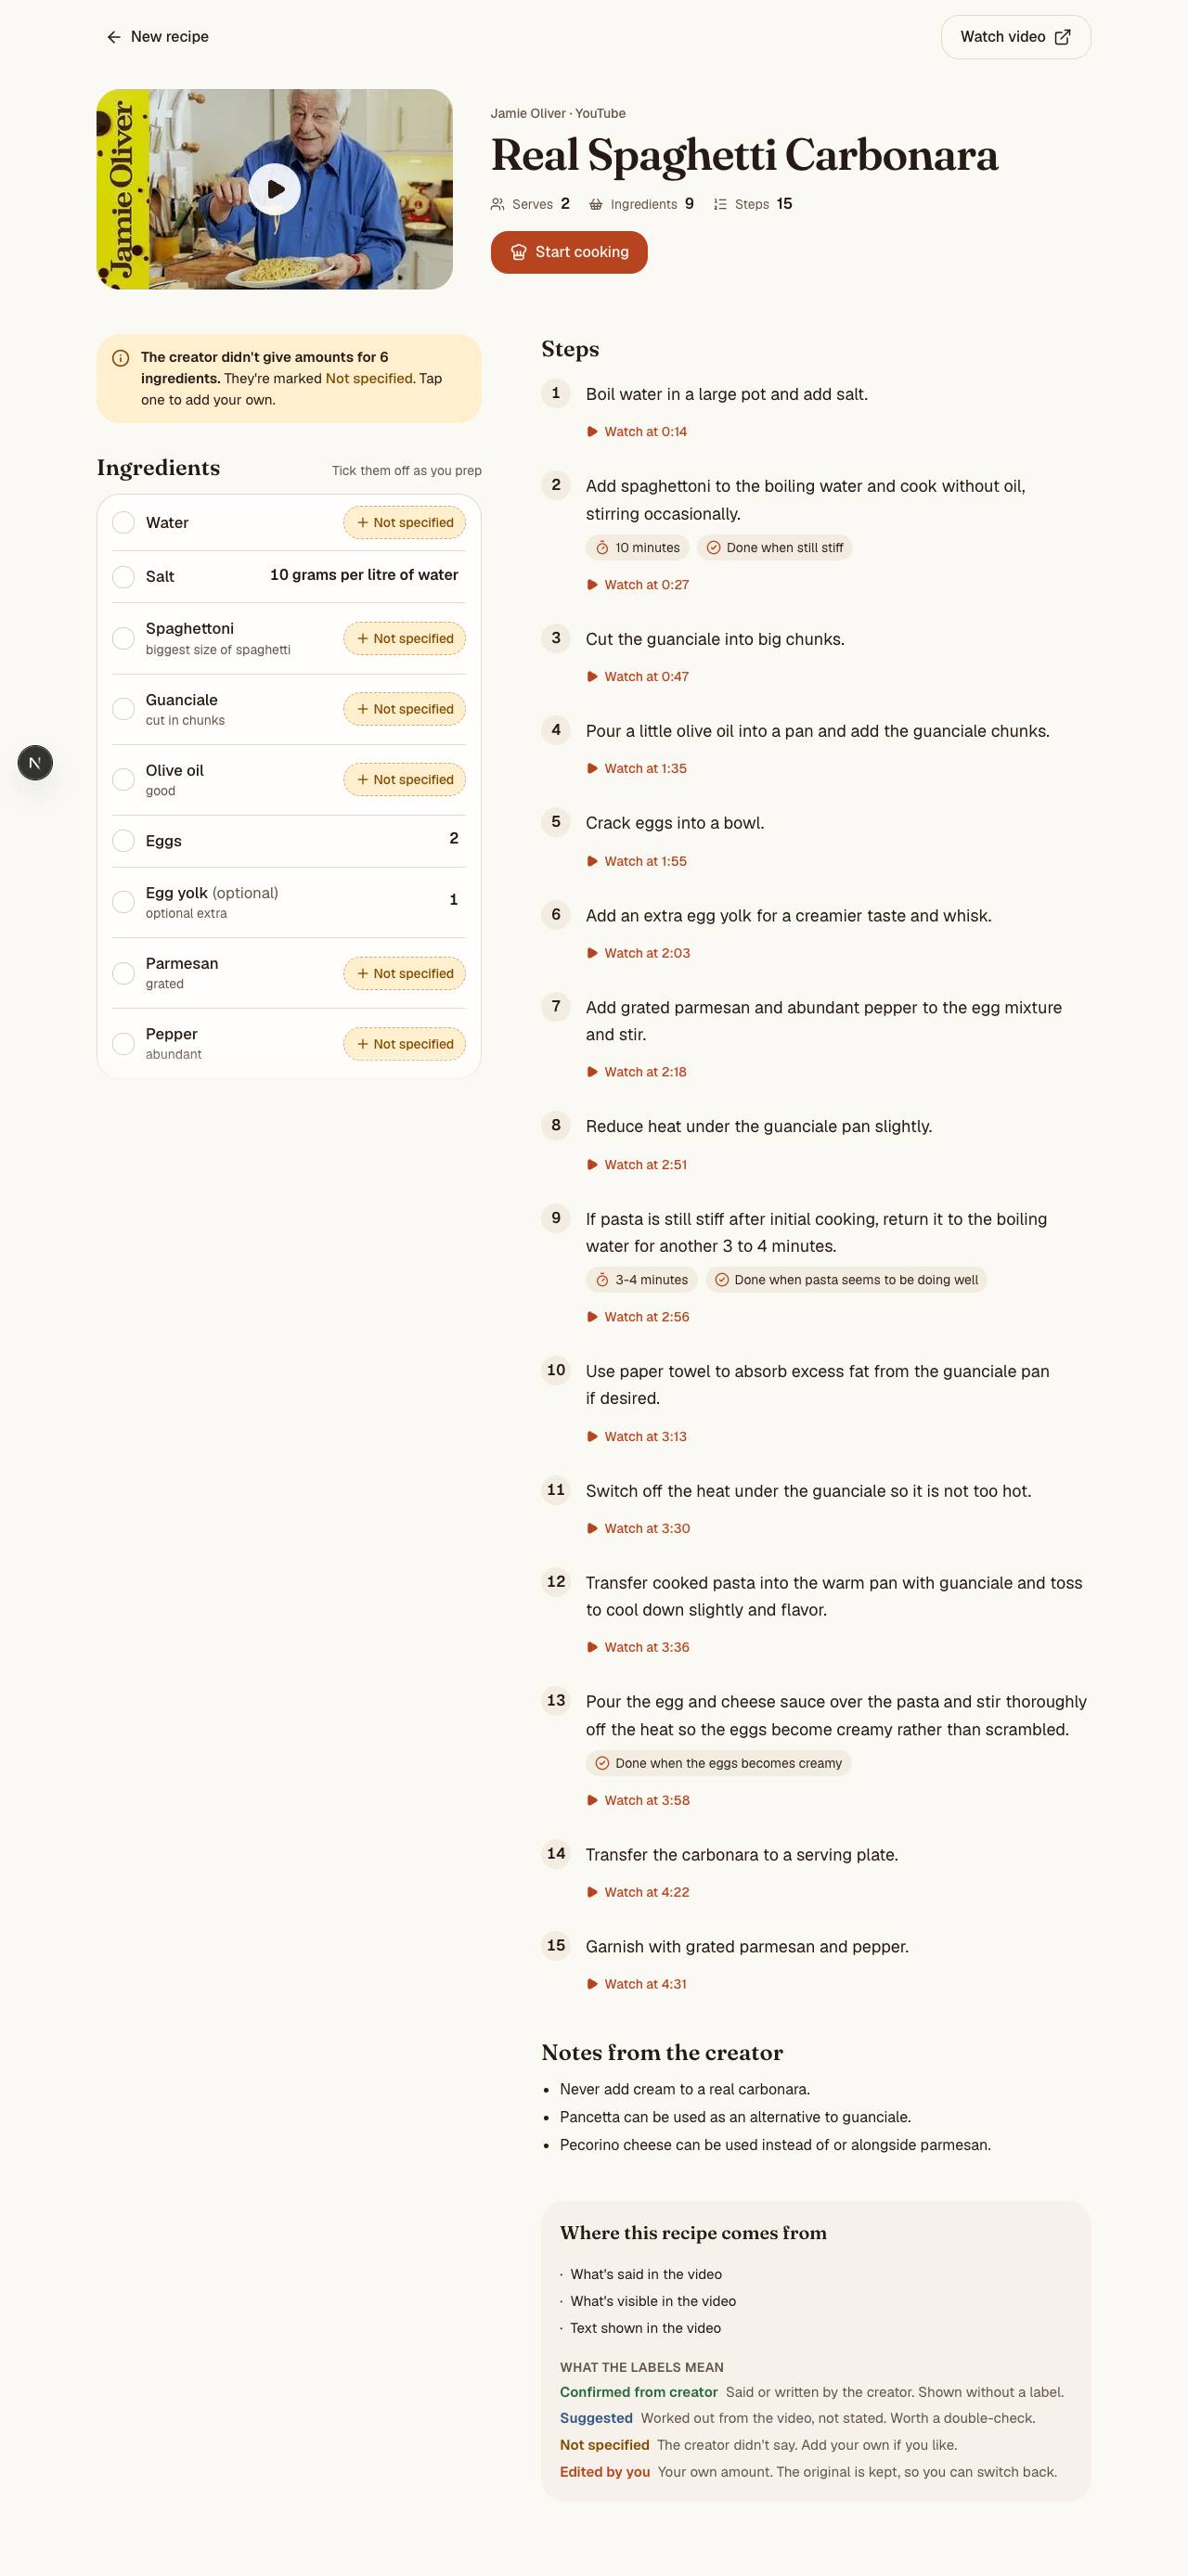 New recipe
Watch video
Jamie Oliver
Jamie Oliver · YouTube
Real Spaghetti Carbonara
Serves 2 Ingredients 9 Steps 15
Start cooking
The creator didn't give amounts for 6
ingredients. They're marked Not specified. Tap
one to add your own.
Ingredients
Tick them off as you prep
Water
+ Not specified
Salt
10 grams per litre of water
Spaghettoni
biggest size of spaghetti
+ Not specified
Guanciale
cut in chunks
+ Not specified
Olive oil
good
+ Not specified
Eggs
2
Egg yolk (optional)
optional extra
1
Parmesan
grated
+ Not specified
Pepper
abundant
+ Not specified
N
Steps
1
Boil water in a large pot and add salt.
Watch at 0:14
2
Add spaghettoni to the boiling water and cook without oil,
stirring occasionally.
10 minutes
Done when still stiff
Watch at 0:27
3
Cut the guanciale into big chunks.
Watch at 0:47
4
Pour a little olive oil into a pan and add the guanciale chunks.
Watch at 1:35
5
Crack eggs into a bowl.
Watch at 1:55
6
Add an extra egg yolk for a creamier taste and whisk.
Watch at 2:03
7
Add grated parmesan and abundant pepper to the egg mixture
and stir.
Watch at 2:18
8
Reduce heat under the guanciale pan slightly.
Watch at 2:51
9
If pasta is still stiff after initial cooking, return it to the boiling
water for another 3 to 4 minutes.
3-4 minutes
Done when pasta seems to be doing well
Watch at 2:56
10
Use paper towel to absorb excess fat from the guanciale pan
if desired.
Watch at 3:13
11
Switch off the heat under the guanciale so it is not too hot.
Watch at 3:30
12
Transfer cooked pasta into the warm pan with guanciale and toss
to cool down slightly and flavor.
Watch at 3:36
13
Pour the egg and cheese sauce over the pasta and stir thoroughly
off the heat so the eggs become creamy rather than scrambled.
Done when the eggs becomes creamy
Watch at 3:58
14
Transfer the carbonara to a serving plate.
Watch at 4:22
15
Garnish with grated parmesan and pepper.
Watch at 4:31
Notes from the creator
• Never add cream to a real carbonara.
• Pancetta can be used as an alternative to guanciale.
• Pecorino cheese can be used instead of or alongside parmesan.
Where this recipe comes from
· What's said in the video
· What's visible in the video
· Text shown in the video
WHAT THE LABELS MEAN
Confirmed from creator Said or written by the creator. Shown without a label.
Suggested Worked out from the video, not stated. Worth a double-check.
Not specified The creator didn't say. Add your own if you like.
Edited by you Your own amount. The original is kept, so you can switch back.